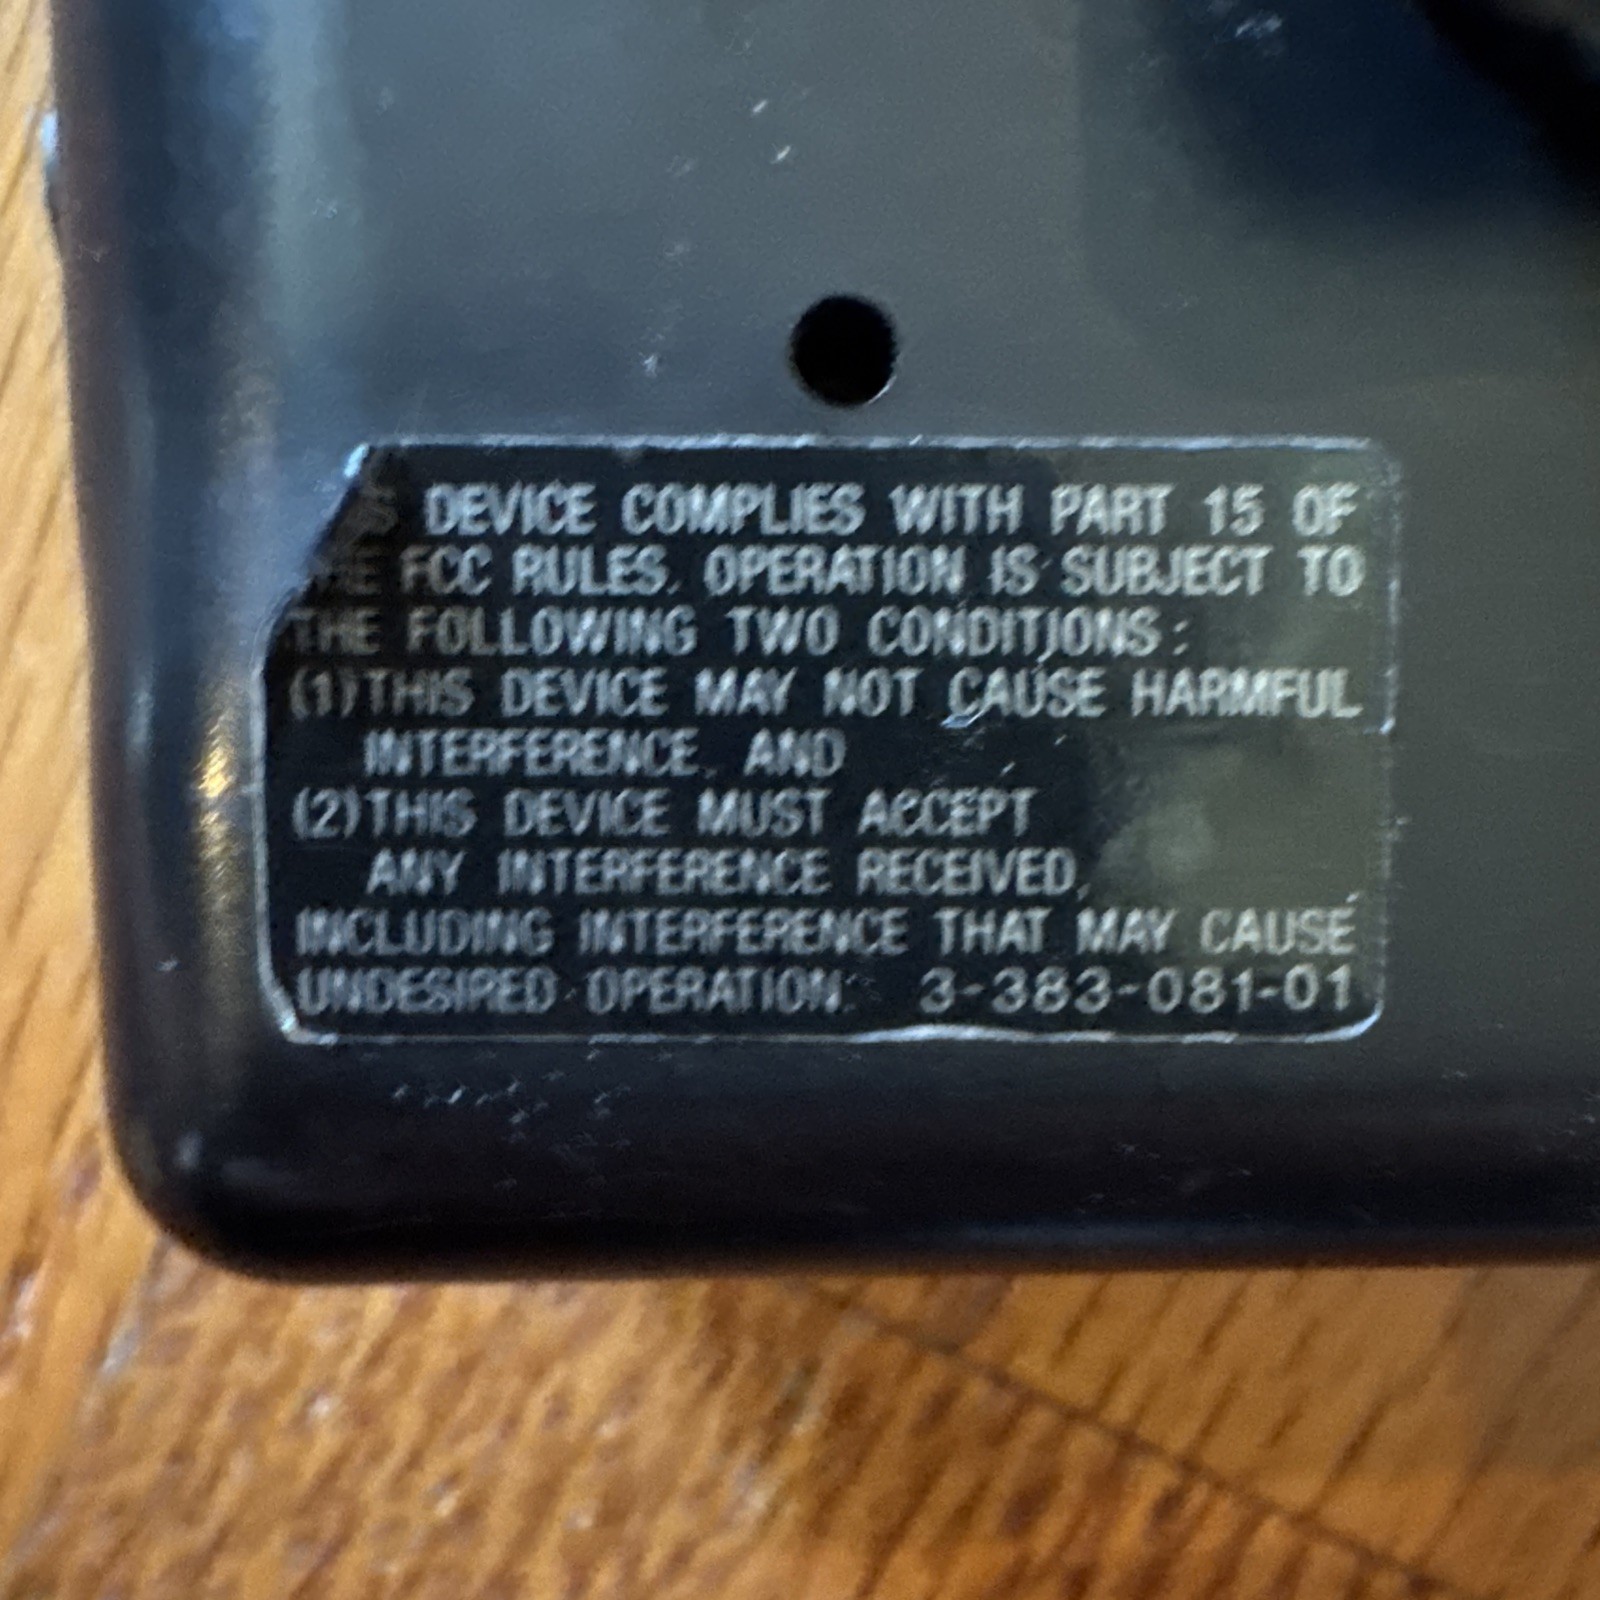 DEVICE COMPLIES WITH PART 15 OF
THE FCC RULES. OPERATION IS SUBJECT TO
THE FOLLOWING TWO CONDITIONS:
(1) THIS DEVICE MAY NOT CAUSE HARMFUL
INTERFERENCE, AND
(2) THIS DEVICE MUST ACCEPT
ANY INTERFERENCE RECEIVED,
INCLUDING INTERFERENCE THAT MAY CAUSE
UNDESIRED OPERATION. 3-383-081-01